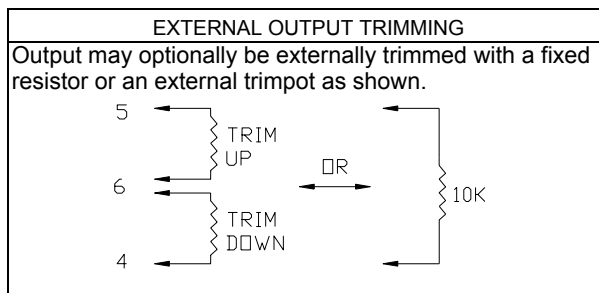 EXTERNAL OUTPUT TRIMMING
Output may optionally be externally trimmed with a fixed
resistor or an external trimpot as shown.
5
TRIM
UP
OR
6
10K
TRIM
DOWN
4